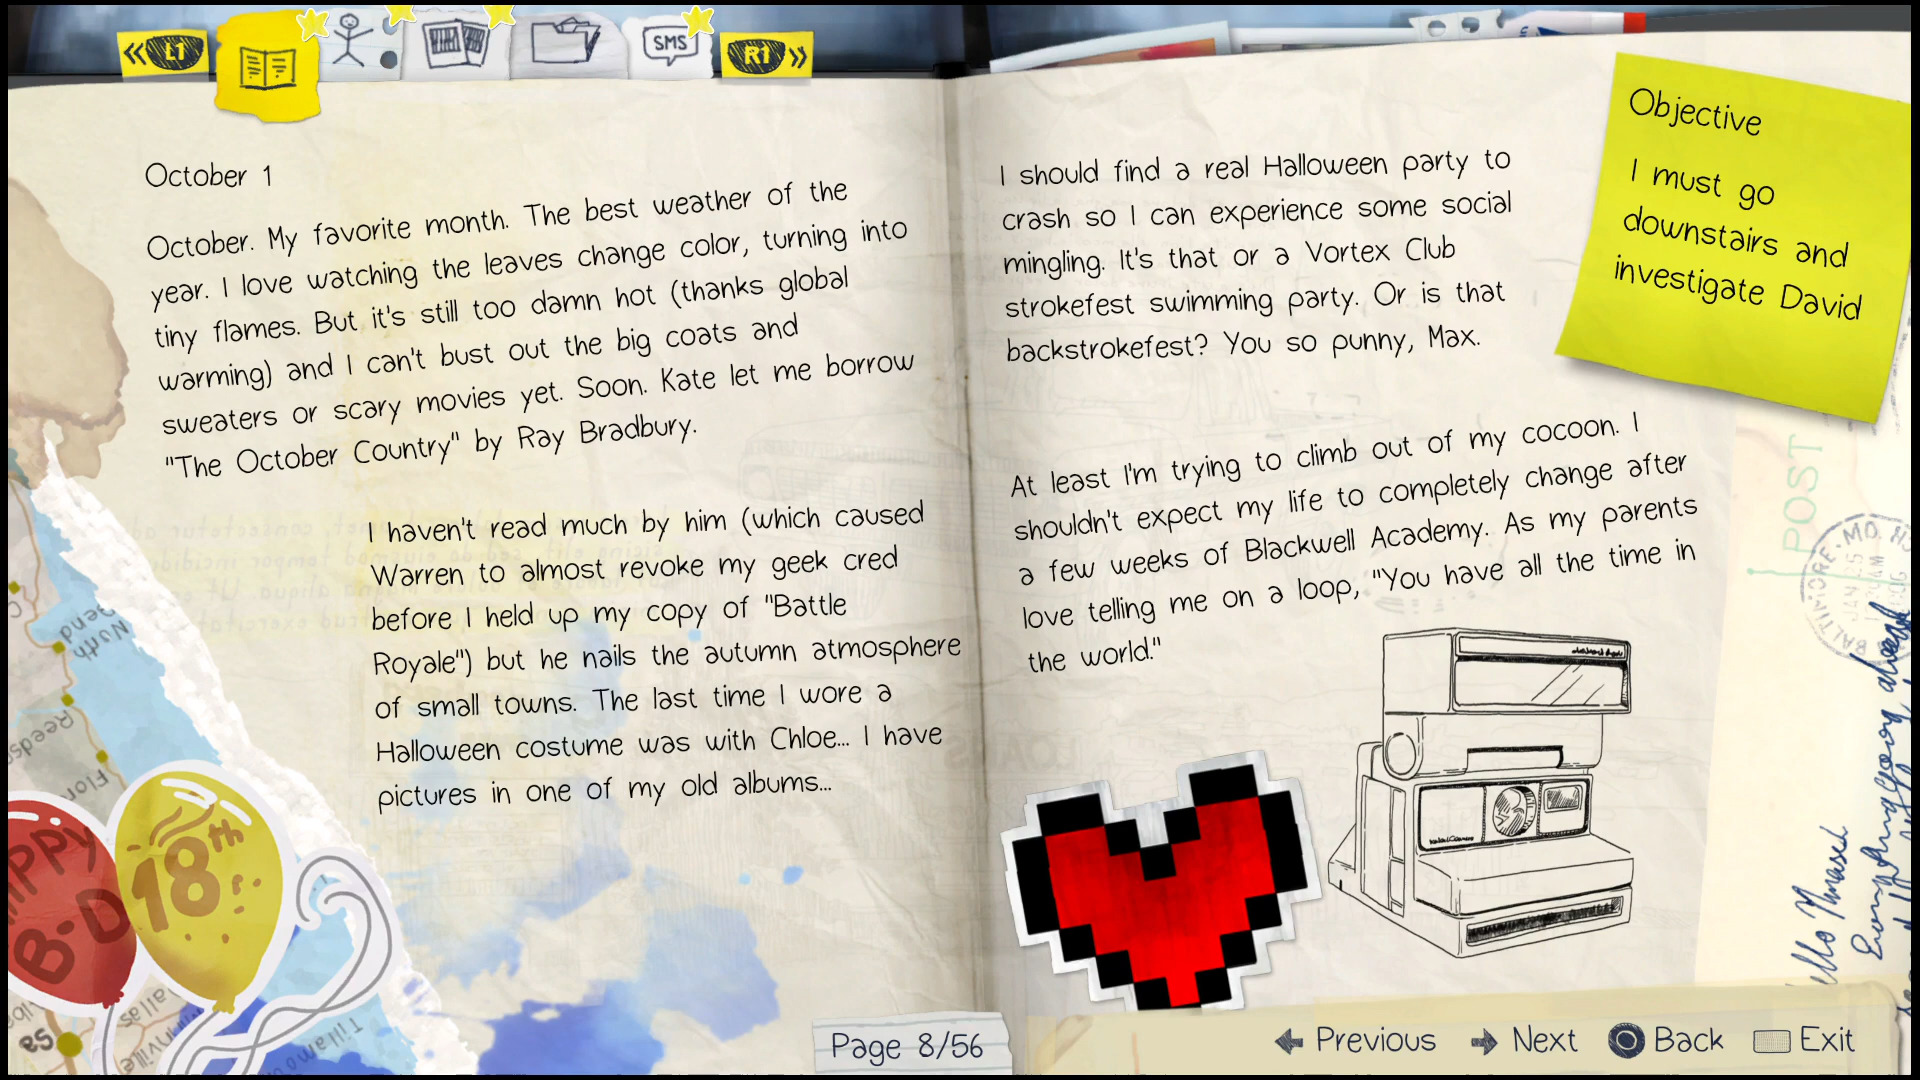 L1
SMS
R1
October 1
October. My favorite month. The best weather of the
year. I love watching the leaves change color, turning into
tiny flames. But it's still too damn hot (thanks global
warming) and I can't bust out the big coats and
sweaters or scary movies yet. Soon. Kate let me borrow
"The October Country" by Ray Bradbury.
I haven't read much by him (which caused
Warren to almost revoke my geek cred
before I held up my copy of "Battle
Royale") but he nails the autumn atmosphere
of small towns. The last time I wore a
Halloween costume was with Chloe... I have
pictures in one of my old albums...
I should find a real Halloween party to
crash so I can experience some social
mingling. It's that or a Vortex Club
strokefest swimming party. Or is that
backstrokefest? You so punny, Max.
At least I'm trying to climb out of my cocoon. I
shouldn't expect my life to completely change after
a few weeks of Blackwell Academy. As my parents
love telling me on a loop, "You have all the time in
the world."
Objective
I must go
downstairs and
investigate David
POST
North
Bend
18th
B-D
Page 8/56
Previous
Next
Back
Exit